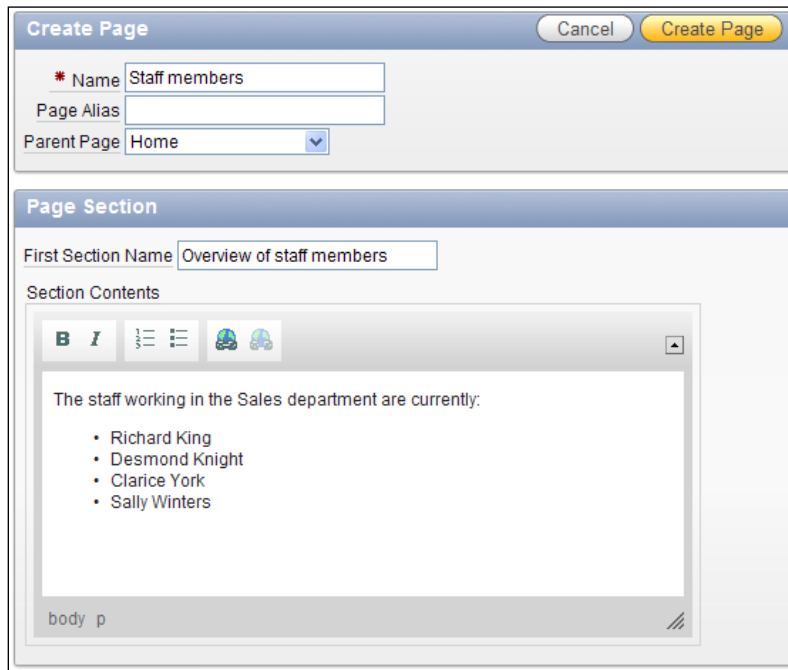 Create Page Cancel Create Page
* Name Staff members
Page Alias
Parent Page Home
Page Section
First Section Name Overview of staff members
Section Contents
B I
The staff working in the Sales department are currently:
• Richard King
• Desmond Knight
• Clarice York
• Sally Winters
body p